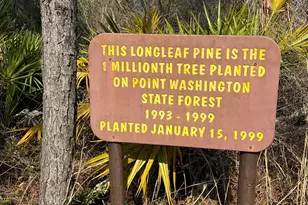 THIS LONGLEAF PINE IS THE
1 MILLIONTH TREE PLANTED
ON POINT WASHINGTON
STATE FOREST
1993 - 1999
PLANTED JANUARY 15, 1999